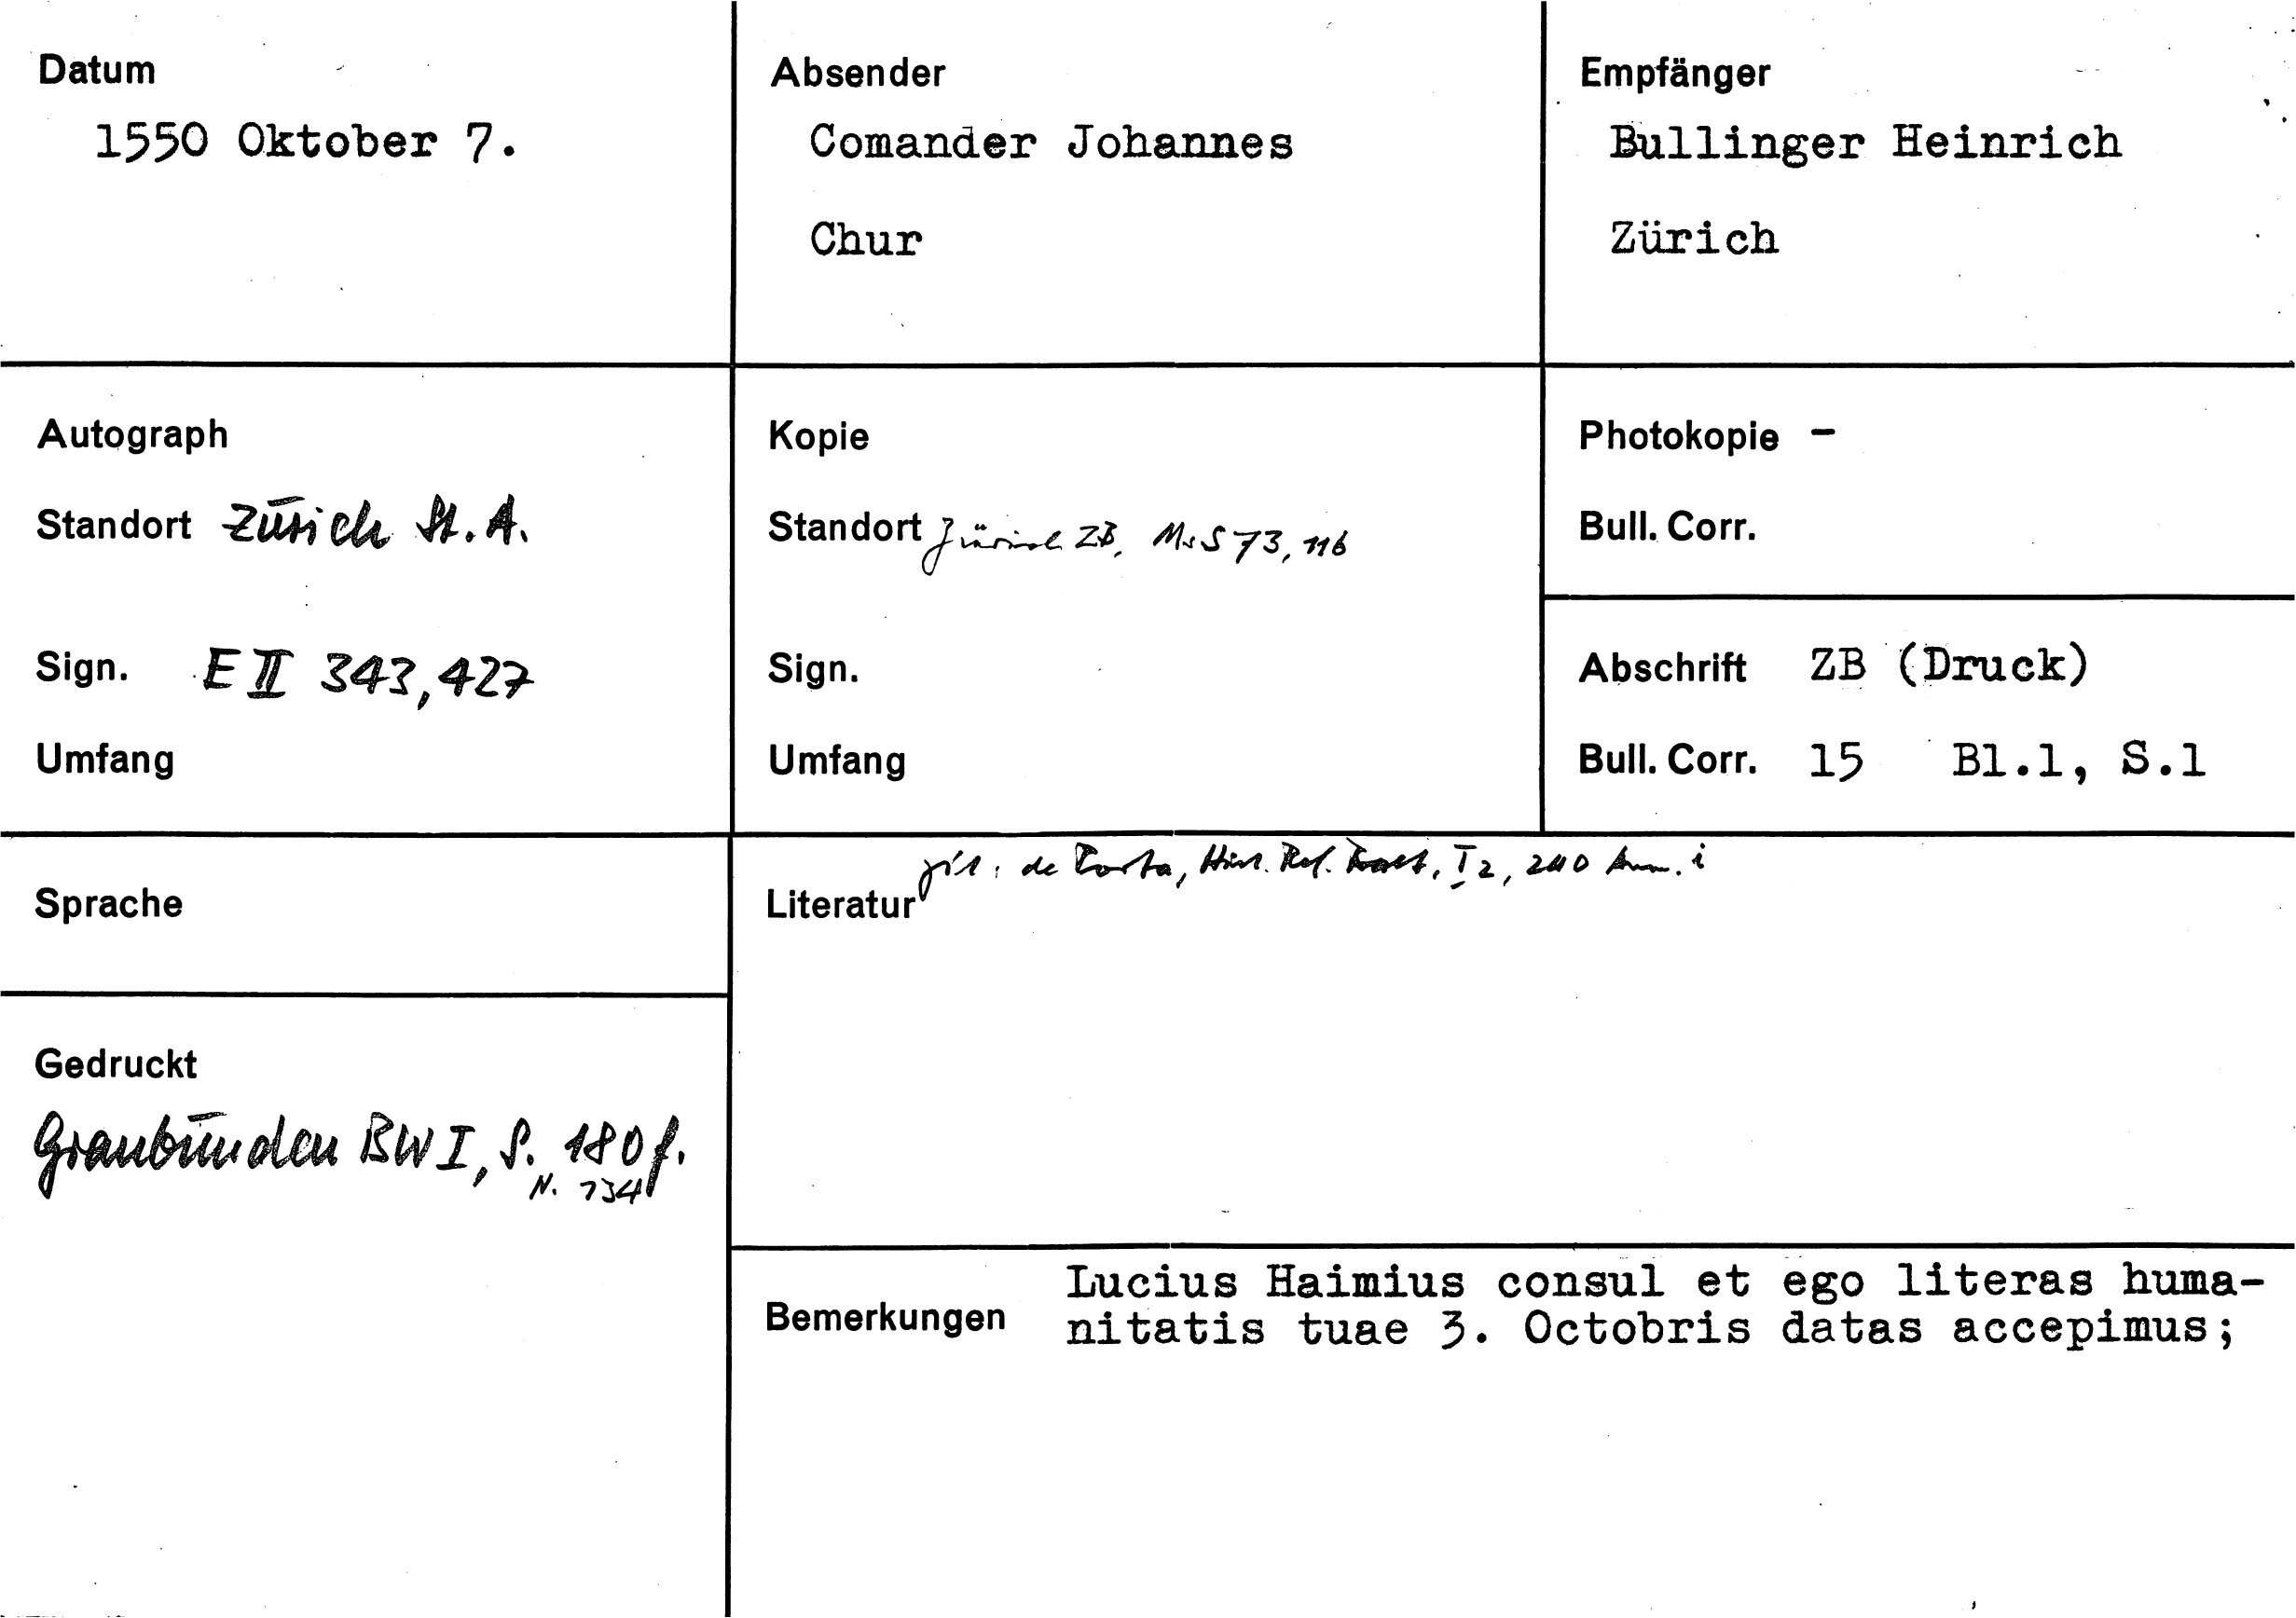 Datum
1550 Oktober 7.
Absender
Comander Johannes
Chur
Empfänger
Bullinger Heinrich
Zürich
Autograph
Standort Zürich St. A.
Sign. E II 343,427
Umfang
Kopie
Standort Zürich ZB, Ms S 73, 116
Sign.
Umfang
Photokopie -
Bull. Corr.
Abschrift ZB (Druck)
Bull. Corr. 15 Bl.1, S.1
Sprache
Gedruckt
Graubünden BW I, S. 180 f.
N. 134
zit. de Porta, Hist. Ref. Raet, I 2, 240 Anm. i
Literatur
Bemerkungen
Lucius Haimius consul et ego literas huma-
nitatis tuae 3. Octobris datas accepimus;